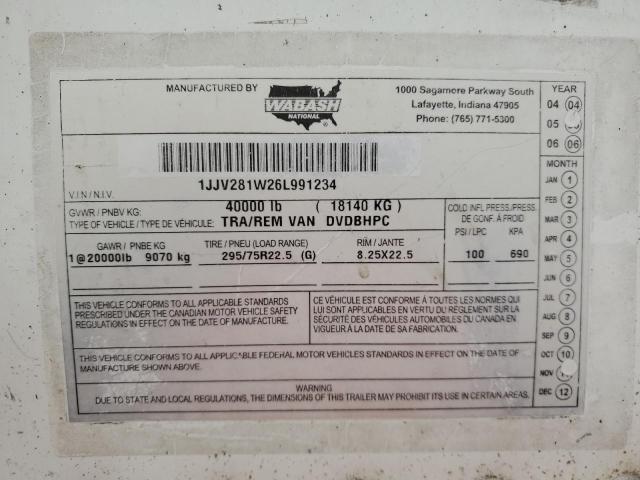 MANUFACTURED BY
WABASH
NATIONAL
1000 Sagamore Parkway South
Lafayette, Indiana 47905
Phone: (765) 771-5300
1JJV281W26L991234
V.I.N/N.I.V.
GVWR / PNBV KG: 40000 lb ( 18140 KG )
TYPE OF VEHICLE / TYPE DE VÉHICULE: TRA/REM VAN DVDBHPC
COLD INFL PRESS/PRESS.
DE GONF. À FROID
PSI / LPC KPA
100 690
GAWR / PNBE KG TIRE / PNEU (LOAD RANGE) RIM / JANTE
1@20000lb 9070 kg 295/75R22.5 (G) 8.25X22.5
THIS VEHICLE CONFORMS TO ALL APPLICABLE STANDARDS
PRESCRIBED UNDER THE CANADIAN MOTOR VEHICLE SAFETY
REGULATIONS IN EFFECT ON THE DATE OF MANUFACTURE.
CE VÉHICULE EST CONFORME À TOUTES LES NORMES QUI
LUI SONT APPLICABLES EN VERTU DU RÈGLEMENT SUR LA
SÉCURITÉ DES VÉHICULES AUTOMOBILES DU CANADA EN
VIGUEUR À LA DATE DE SA FABRICATION.
THIS VEHICLE CONFORMS TO ALL APPLICABLE FEDERAL MOTOR VEHICLES STANDARDS IN EFFECT ON THE DATE OF
MANUFACTURE SHOWN ABOVE.
WARNING
DUE TO VARIATION IN STATE LEGAL REQUIREMENTS, THE DIMENSIONS OF THIS TRAILER MAY PROHIBIT ITS USE IN CERTAIN AREAS.
YEAR
04 04
05
06 06
MONTH
JAN 1
FEB 2
MAR 3
APR 4
MAY 5
JUN 6
JUL 7
AUG 8
SEP 9
OCT 10
NOV
DEC 12